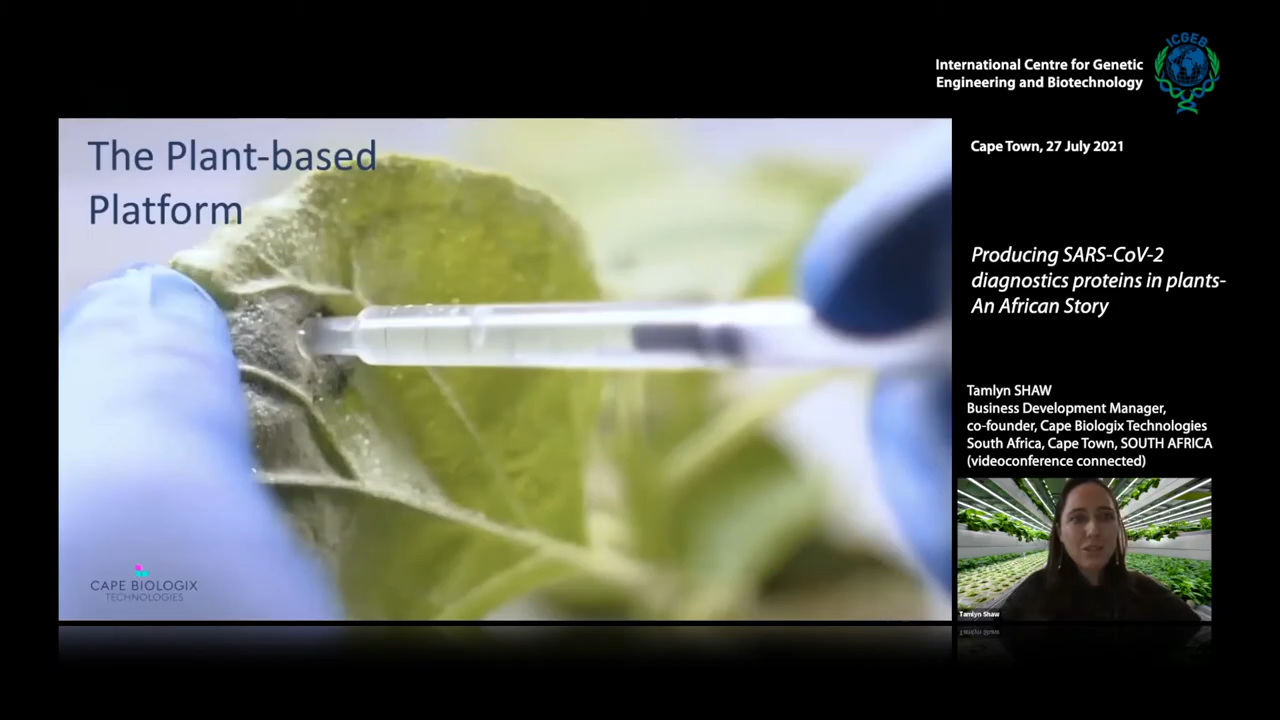 International Centre for Genetic
Engineering and Biotechnology
ICGEB
Cape Town, 27 July 2021
The Plant-based
Platform
Producing SARS-CoV-2
diagnostics proteins in plants-
An African Story
Tamlyn SHAW
Business Development Manager,
co-founder, Cape Biologix Technologies
South Africa, Cape Town, SOUTH AFRICA
(videoconference connected)
CAPE BIOLOGIX
TECHNOLOGIES
Tamlyn Shaw